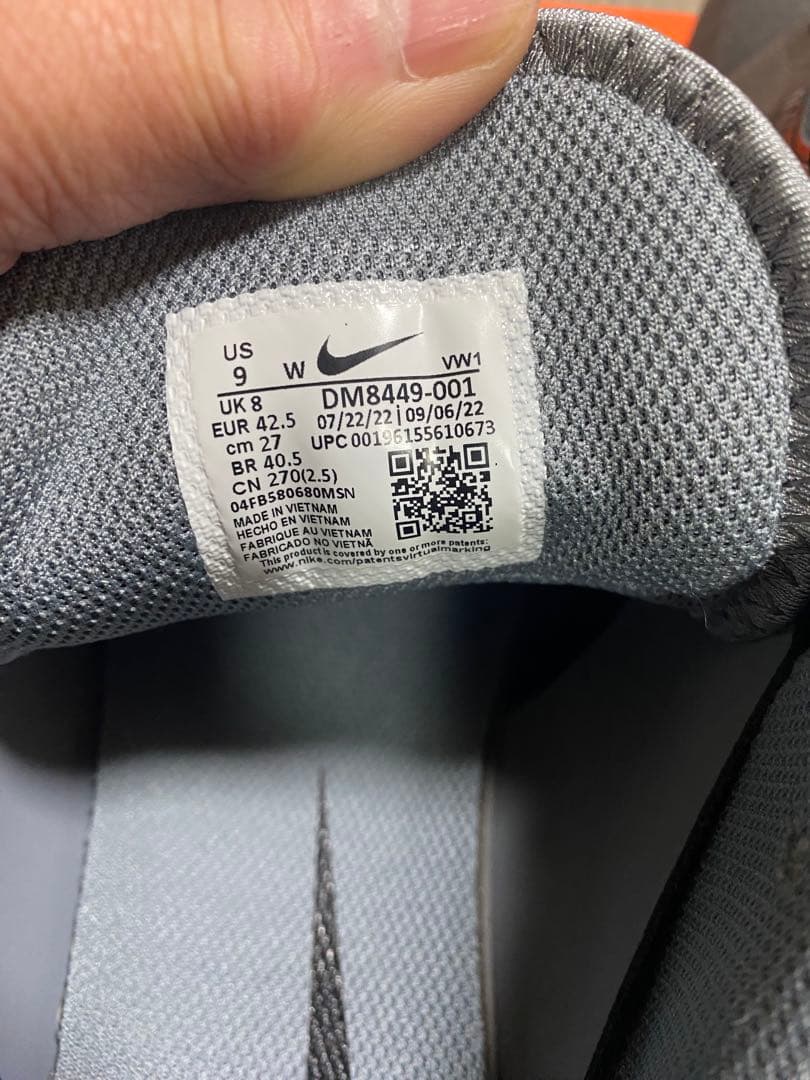 US
9 W VW1
UK 8 DM8449-001
EUR 42.5 07/22/22 | 09/06/22
cm 27 UPC 00196155610673
BR 40.5
CN 270(2.5)
04FB580680MSN
MADE IN VIETNAM
HECHO EN VIETNAM
FABRIQUE AU VIETNAM
FABRICADO NO VIETNÃ
This product is covered by one or more patents:
www.nike.com/patentsvirtualmarking